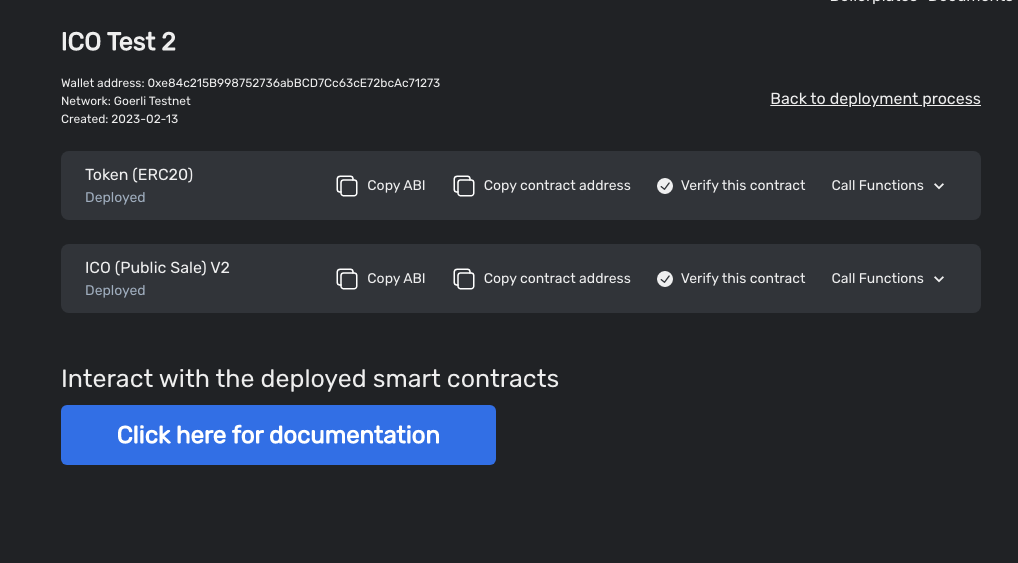 Boilerplates Documents
ICO Test 2
Wallet address: 0xe84c215B998752736abBCD7Cc63cE72bcAc71273
Network: Goerli Testnet
Created: 2023-02-13
Back to deployment process
Token (ERC20)
Deployed
Copy ABI
Copy contract address
Verify this contract
Call Functions
ICO (Public Sale) V2
Deployed
Copy ABI
Copy contract address
Verify this contract
Call Functions
Interact with the deployed smart contracts
Click here for documentation